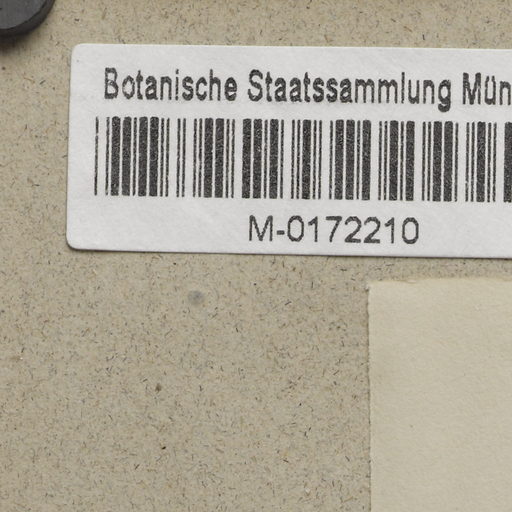 Botanische Staatssammlung Mün
M-0172210